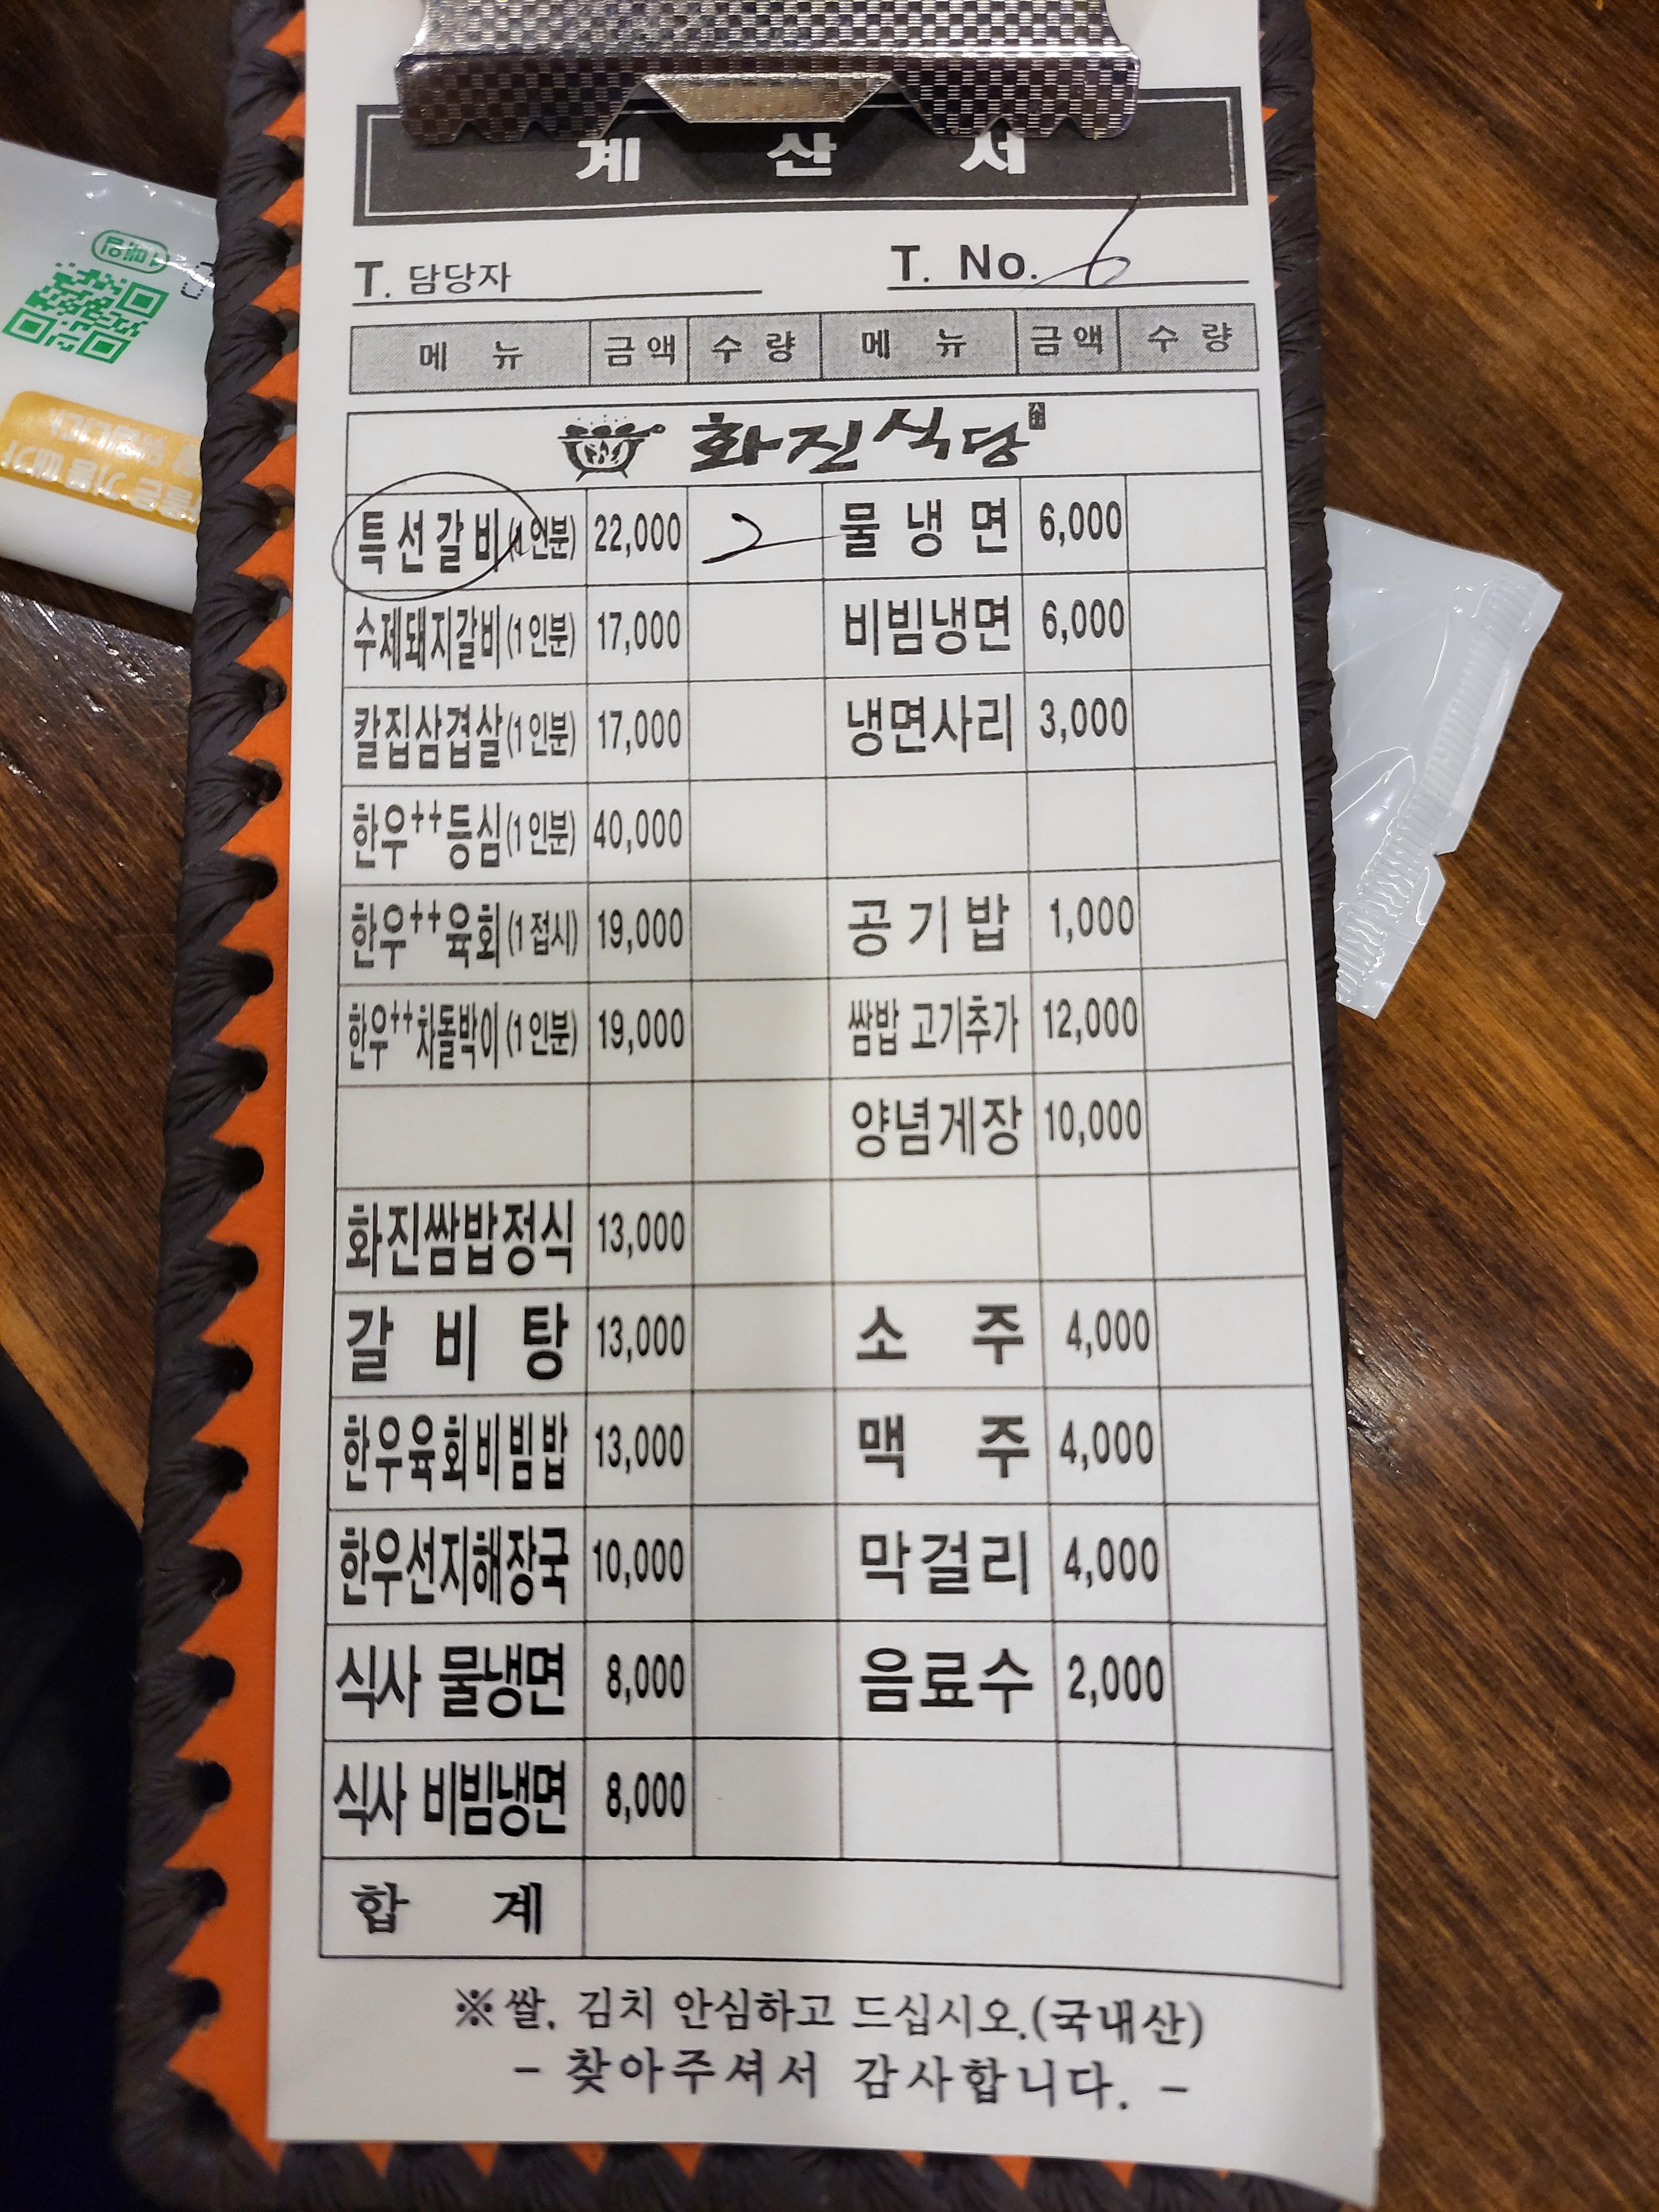 계 산 서
T. 담당자 T. No. 6
메 뉴 금액 수 량 메 뉴 금액 수 량
화진식당
특선갈비(1인분) 22,000 2 물냉면 6,000
수제돼지갈비(1인분) 17,000 비빔냉면 6,000
칼집삼겹살(1인분) 17,000 냉면사리 3,000
한우++등심(1인분) 40,000
한우++육회(1접시) 19,000 공기밥 1,000
한우++차돌박이(1인분) 19,000 쌈밥 고기추가 12,000
양념게장 10,000
화진쌈밥정식 13,000
갈비탕 13,000 소주 4,000
한우육회비빔밥 13,000 맥주 4,000
한우선지해장국 10,000 막걸리 4,000
식사 물냉면 8,000 음료수 2,000
식사 비빔냉면 8,000
합 계
※쌀, 김치 안심하고 드십시오.(국내산)
- 찾아주셔서 감사합니다. -